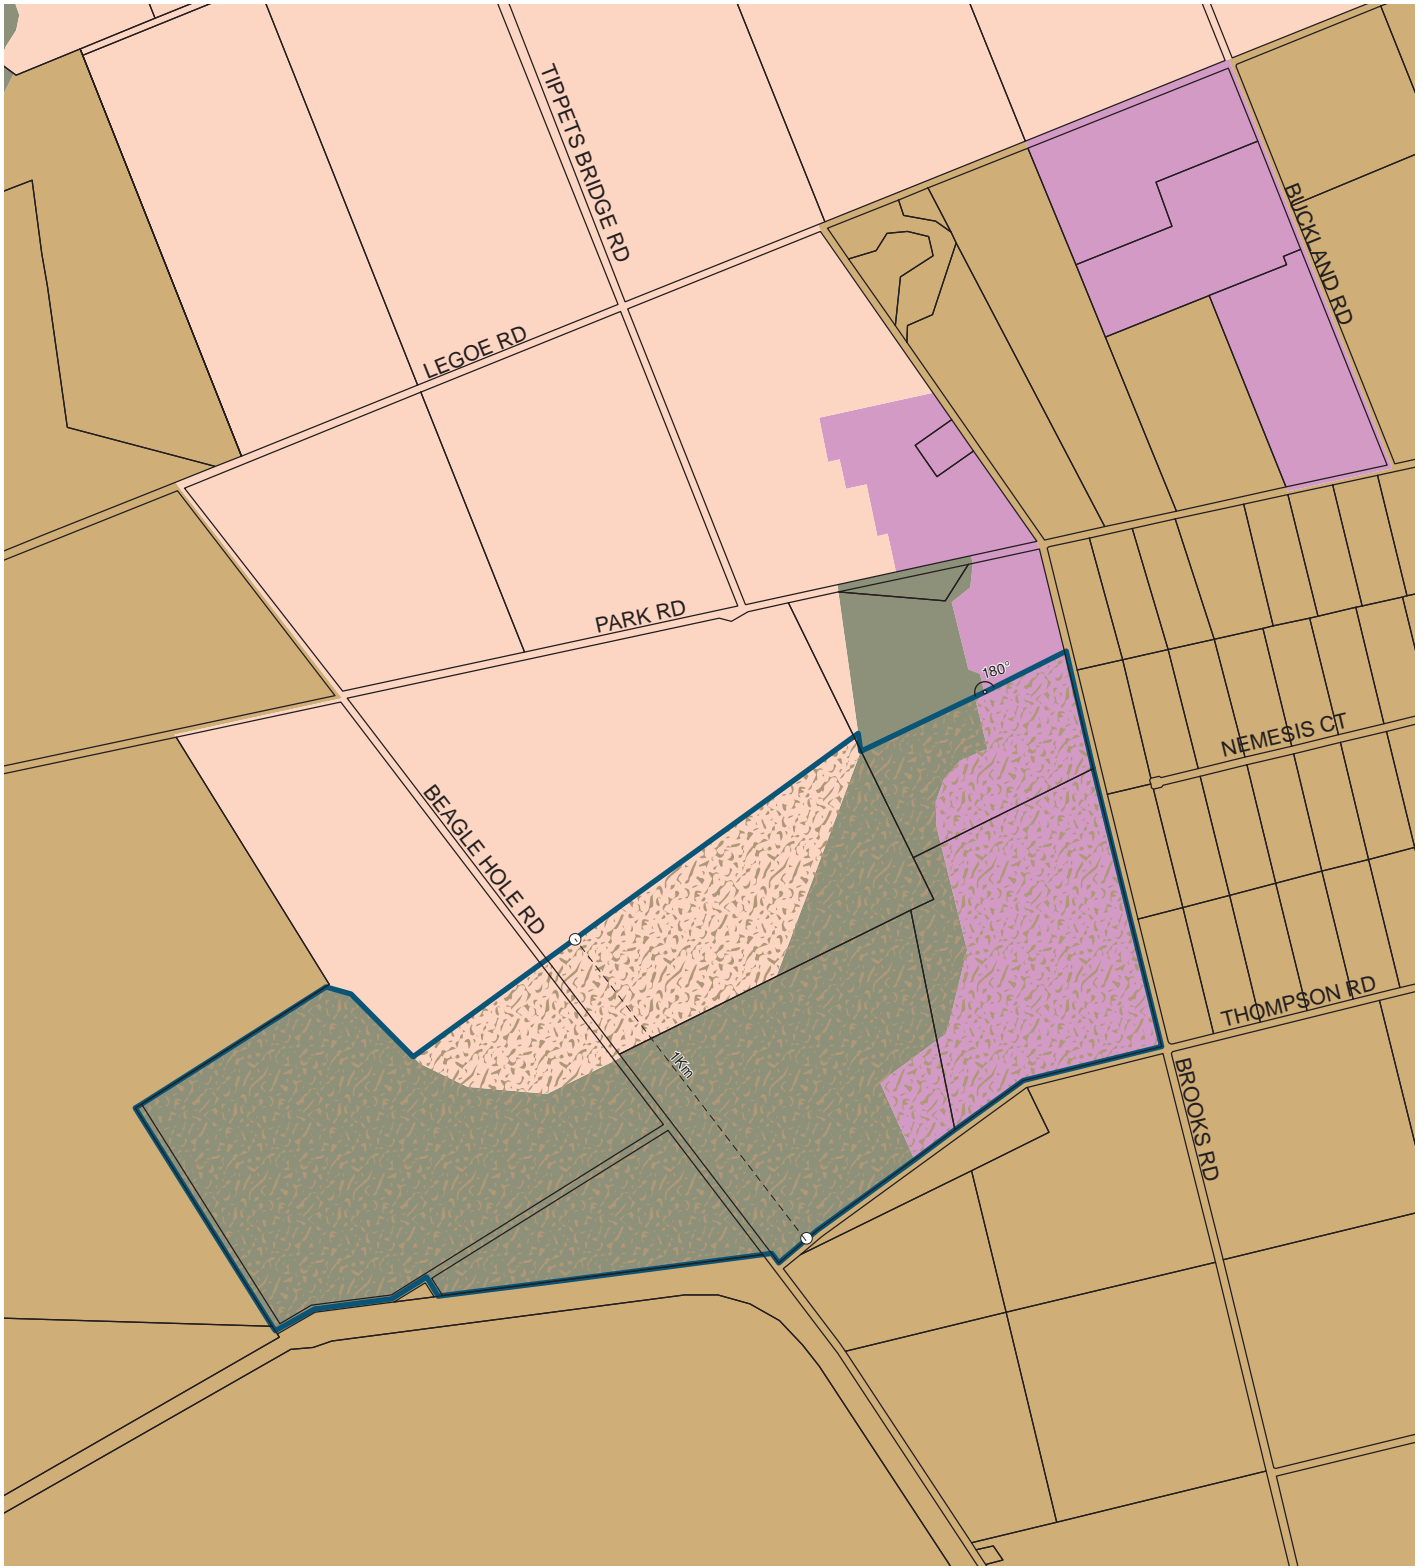 TIPPETS BRIDGE RD
BUCKLAND RD
LEGOE RD
PARK RD
180°
NEMESIS CT
BEAGLE HOLE RD
THOMPSON RD
1Km
BROOKS RD